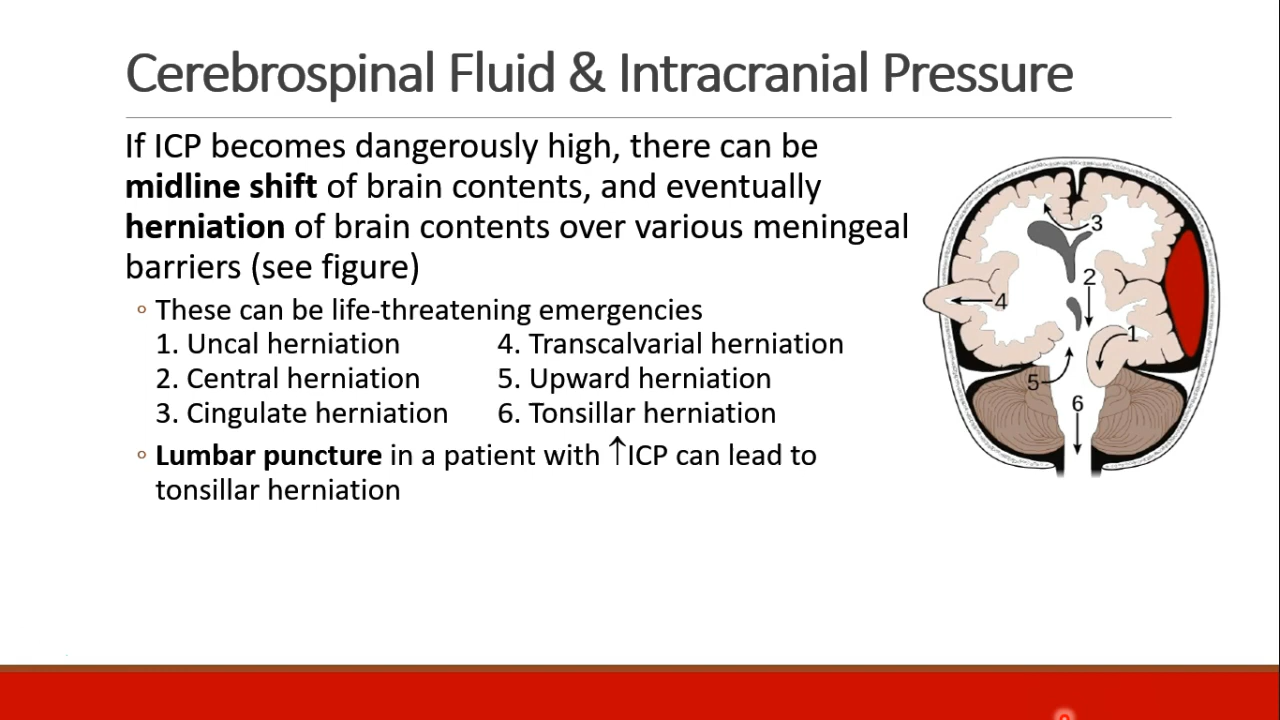 Cerebrospinal Fluid & Intracranial Pressure
If ICP becomes dangerously high, there can be
midline shift of brain contents, and eventually
herniation of brain contents over various meningeal
barriers (see figure)
◦ These can be life-threatening emergencies
1. Uncal herniation 4. Transcalvarial herniation
2. Central herniation 5. Upward herniation
3. Cingulate herniation 6. Tonsillar herniation
◦ Lumbar puncture in a patient with ↑ICP can lead to
tonsillar herniation
3
2
4
1
5
6